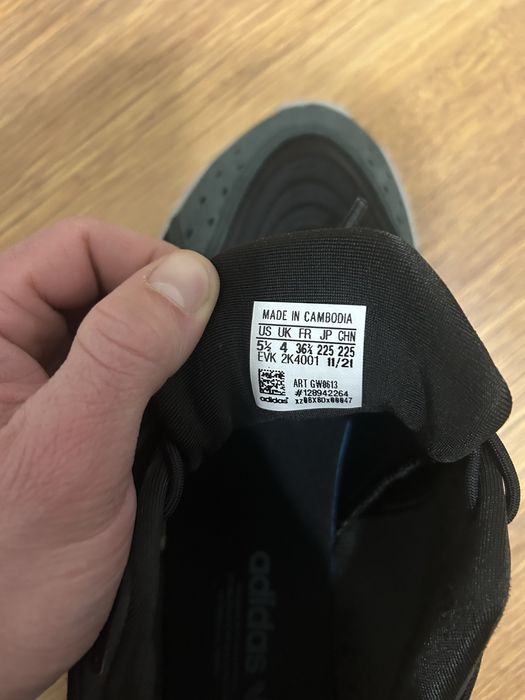 MADE IN CAMBODIA
US UK FR JP CHN
5½ 4 36⅔ 225 225
EVK 2K4001 11/21
ART GW8613
#128942264
adidas
adidas